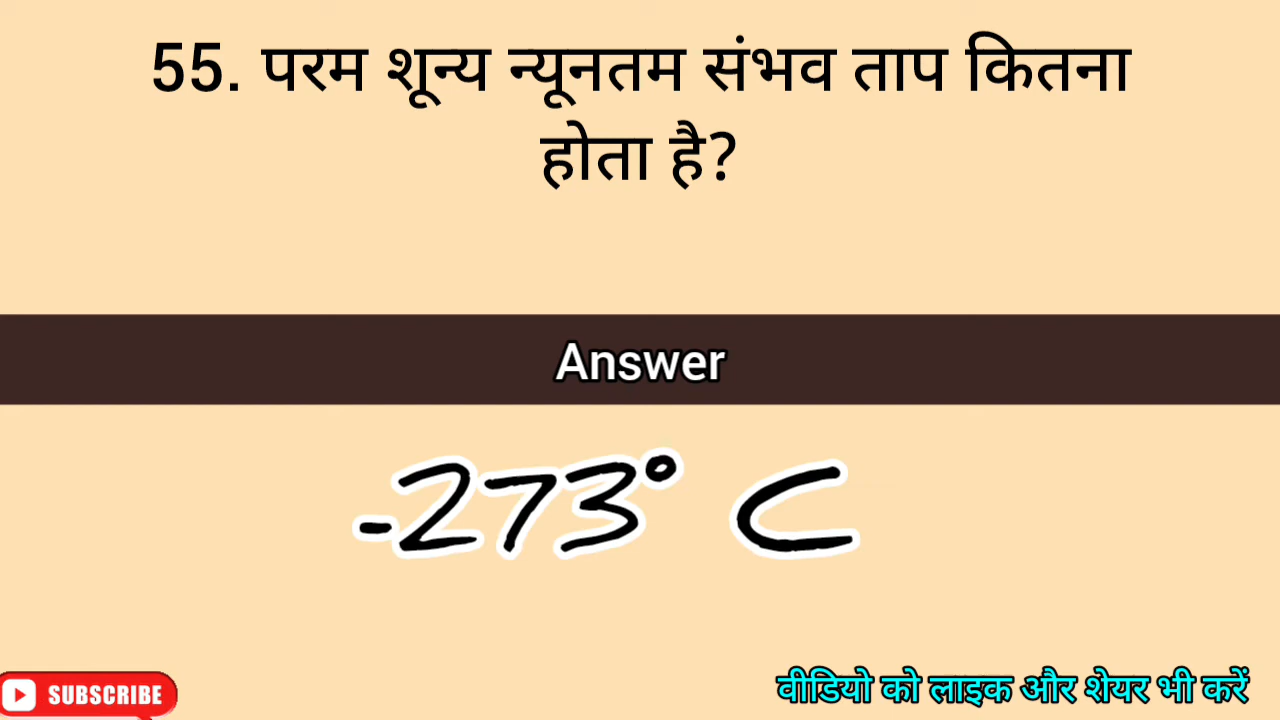 55. परम शून्य न्यूनतम संभव ताप कितना
होता है?
Answer
-273° C
SUBSCRIBE
वीडियो को लाइक और शेयर भी करें